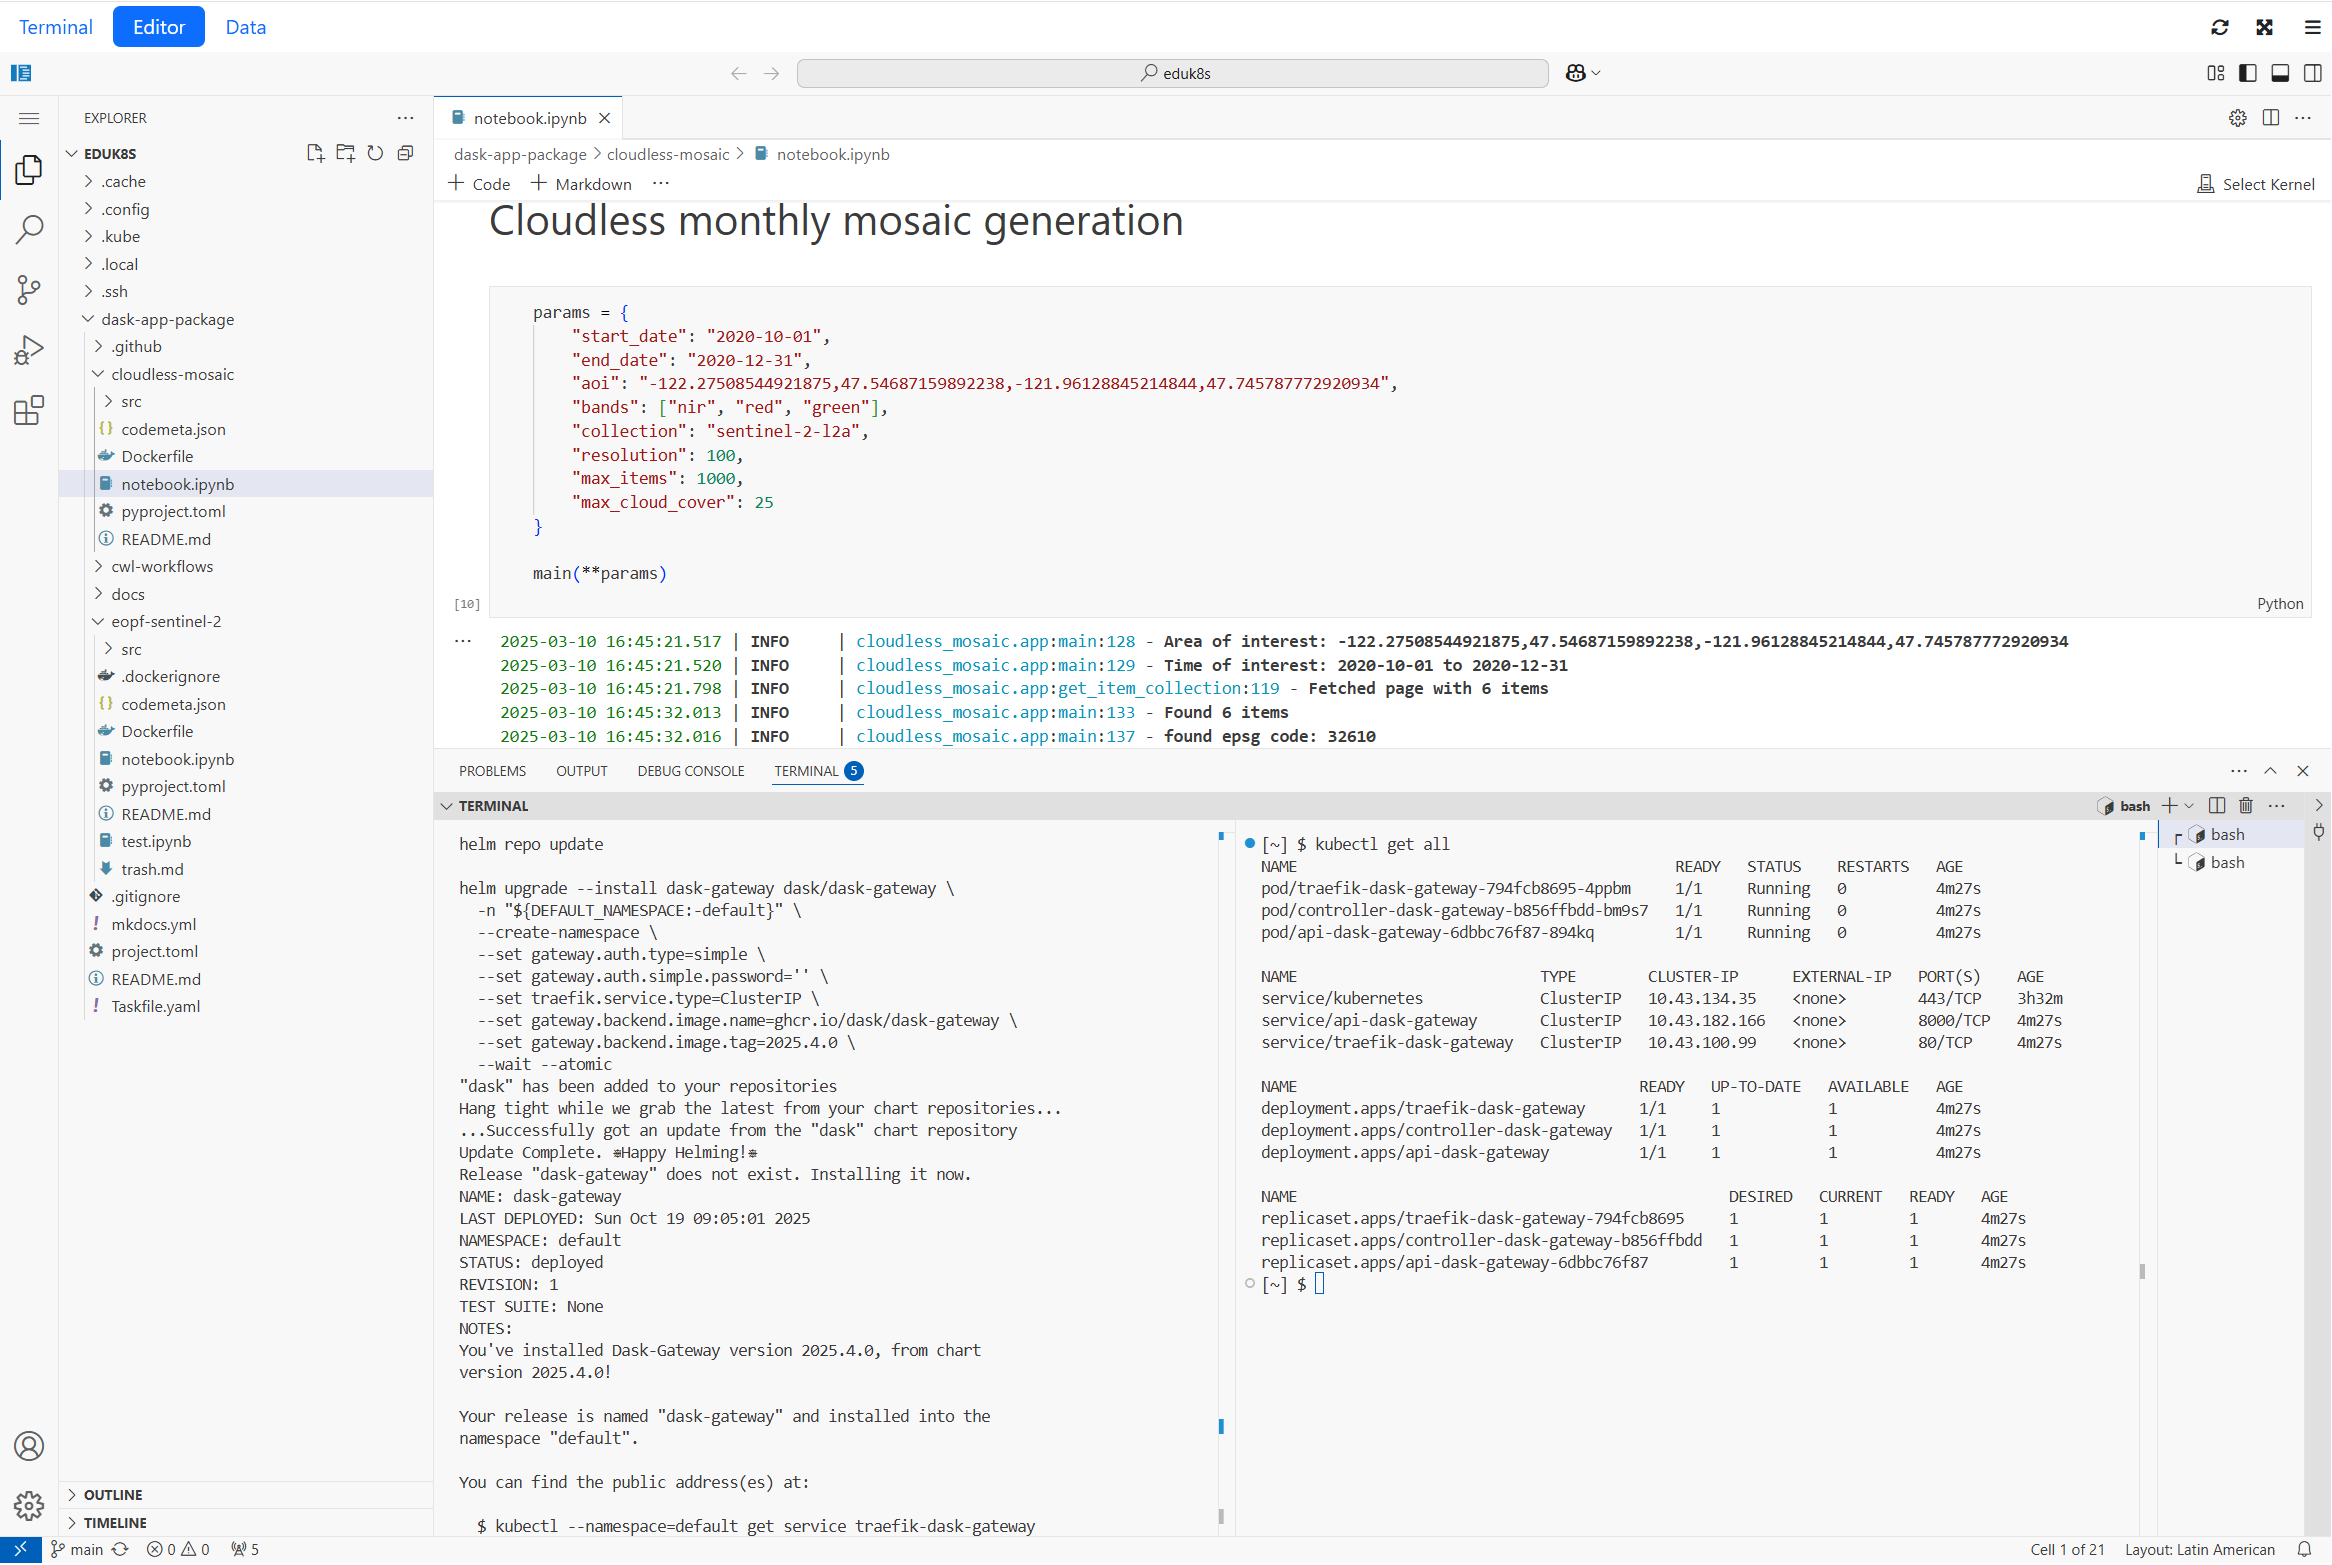 Terminal Editor Data
eduk8s
EXPLORER
EDUK8S
.cache
.config
.kube
.local
.ssh
dask-app-package
.github
cloudless-mosaic
src
codemeta.json
Dockerfile
notebook.ipynb
pyproject.toml
README.md
cwl-workflows
docs
eopf-sentinel-2
src
.dockerignore
codemeta.json
Dockerfile
notebook.ipynb
pyproject.toml
README.md
test.ipynb
trash.md
.gitignore
mkdocs.yml
project.toml
README.md
Taskfile.yaml
OUTLINE
TIMELINE
notebook.ipynb
dask-app-package > cloudless-mosaic > notebook.ipynb
+ Code + Markdown ...
Select Kernel
Cloudless monthly mosaic generation
params = {
    "start_date": "2020-10-01",
    "end_date": "2020-12-31",
    "aoi": "-122.27508544921875,47.54687159892238,-121.96128845214844,47.745787772920934",
    "bands": ["nir", "red", "green"],
    "collection": "sentinel-2-l2a",
    "resolution": 100,
    "max_items": 1000,
    "max_cloud_cover": 25
}
main(**params)
[10]
Python
2025-03-10 16:45:21.517 | INFO     | cloudless_mosaic.app:main:128 - Area of interest: -122.27508544921875,47.54687159892238,-121.96128845214844,47.745787772920934
2025-03-10 16:45:21.520 | INFO     | cloudless_mosaic.app:main:129 - Time of interest: 2020-10-01 to 2020-12-31
2025-03-10 16:45:21.798 | INFO     | cloudless_mosaic.app:get_item_collection:119 - Fetched page with 6 items
2025-03-10 16:45:32.013 | INFO     | cloudless_mosaic.app:main:133 - Found 6 items
2025-03-10 16:45:32.016 | INFO     | cloudless_mosaic.app:main:137 - found epsg code: 32610
PROBLEMS OUTPUT DEBUG CONSOLE TERMINAL 5
TERMINAL
bash
helm repo update
helm upgrade --install dask-gateway dask/dask-gateway \
  -n "${DEFAULT_NAMESPACE:-default}" \
  --create-namespace \
  --set gateway.auth.type=simple \
  --set gateway.auth.simple.password='' \
  --set traefik.service.type=ClusterIP \
  --set gateway.backend.image.name=ghcr.io/dask/dask-gateway \
  --set gateway.backend.image.tag=2025.4.0 \
  --wait --atomic
"dask" has been added to your repositories
Hang tight while we grab the latest from your chart repositories...
...Successfully got an update from the "dask" chart repository
Update Complete. ⎈Happy Helming!⎈
Release "dask-gateway" does not exist. Installing it now.
NAME: dask-gateway
LAST DEPLOYED: Sun Oct 19 09:05:01 2025
NAMESPACE: default
STATUS: deployed
REVISION: 1
TEST SUITE: None
NOTES:
You've installed Dask-Gateway version 2025.4.0, from chart
version 2025.4.0!
Your release is named "dask-gateway" and installed into the
namespace "default".
You can find the public address(es) at:
  $ kubectl --namespace=default get service traefik-dask-gateway
[~] $ kubectl get all
NAME                                          READY   STATUS    RESTARTS   AGE
pod/traefik-dask-gateway-794fcb8695-4ppbm     1/1     Running   0          4m27s
pod/controller-dask-gateway-b856ffbdd-bm9s7   1/1     Running   0          4m27s
pod/api-dask-gateway-6dbbc76f87-894kq         1/1     Running   0          4m27s
NAME                           TYPE        CLUSTER-IP      EXTERNAL-IP   PORT(S)    AGE
service/kubernetes             ClusterIP   10.43.134.35    <none>        443/TCP    3h32m
service/api-dask-gateway       ClusterIP   10.43.182.166   <none>        8000/TCP   4m27s
service/traefik-dask-gateway   ClusterIP   10.43.100.99    <none>        80/TCP     4m27s
NAME                                      READY   UP-TO-DATE   AVAILABLE   AGE
deployment.apps/traefik-dask-gateway      1/1     1            1           4m27s
deployment.apps/controller-dask-gateway   1/1     1            1           4m27s
deployment.apps/api-dask-gateway          1/1     1            1           4m27s
NAME                                                DESIRED   CURRENT   READY   AGE
replicaset.apps/traefik-dask-gateway-794fcb8695     1         1         1       4m27s
replicaset.apps/controller-dask-gateway-b856ffbdd   1         1         1       4m27s
replicaset.apps/api-dask-gateway-6dbbc76f87         1         1         1       4m27s
[~] $
bash
bash
main 0 0 5
Cell 1 of 21 Layout: Latin American